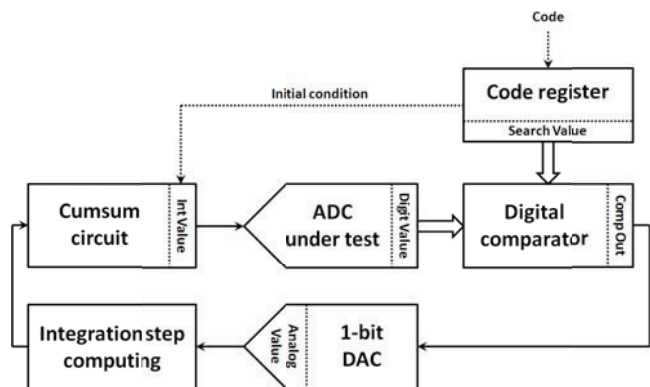 Code
Code register
Search Value
Initial condition
Cumsum
circuit
Int Value
ADC
under test
Digit Value
Digital
comparator
Comp Out
Integration step
computing
Analog
Value
1-bit
DAC